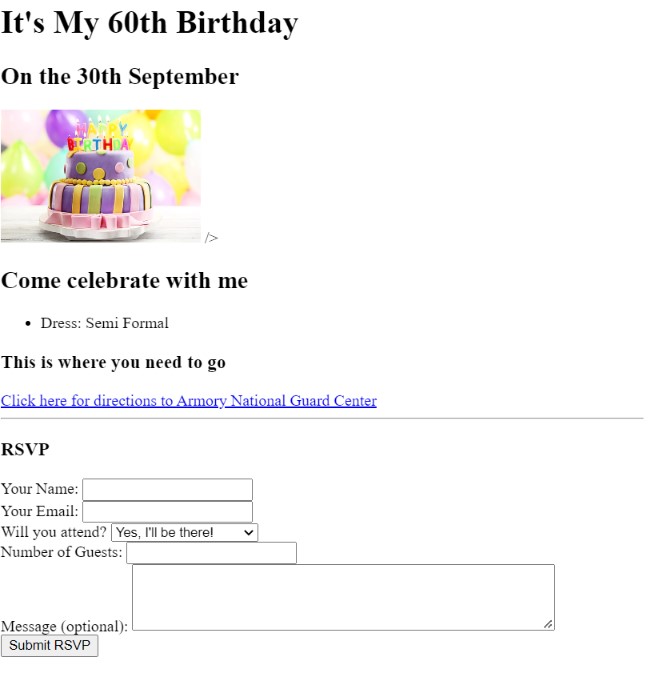 It's My 60th Birthday
On the 30th September
HAPPY
BIRTHDAY
/>
Come celebrate with me
• Dress: Semi Formal
This is where you need to go
Click here for directions to Armory National Guard Center
RSVP
Your Name:
Your Email:
Will you attend? Yes, I'll be there!
Number of Guests:
Message (optional):
Submit RSVP